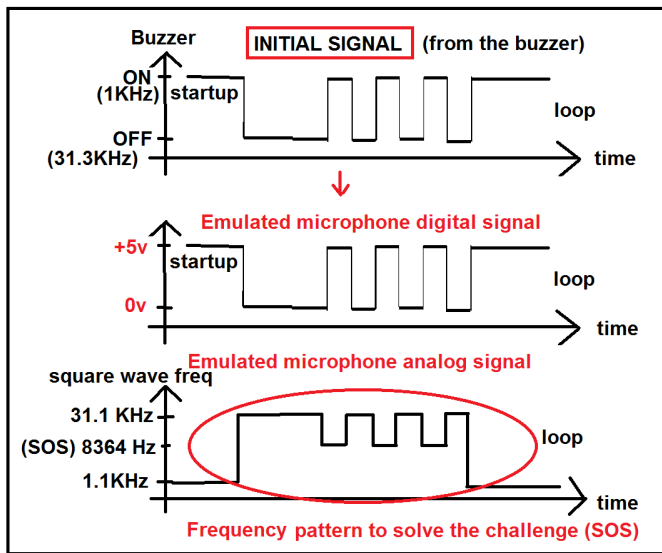 Buzzer
INITIAL SIGNAL (from the buzzer)
ON
(1KHz)
startup
OFF
(31.3KHz)
loop
time
Emulated microphone digital signal
+5v
startup
0v
loop
time
Emulated microphone analog signal
square wave freq
31.1 KHz
(SOS) 8364 Hz
loop
1.1KHz
time
Frequency pattern to solve the challenge (SOS)